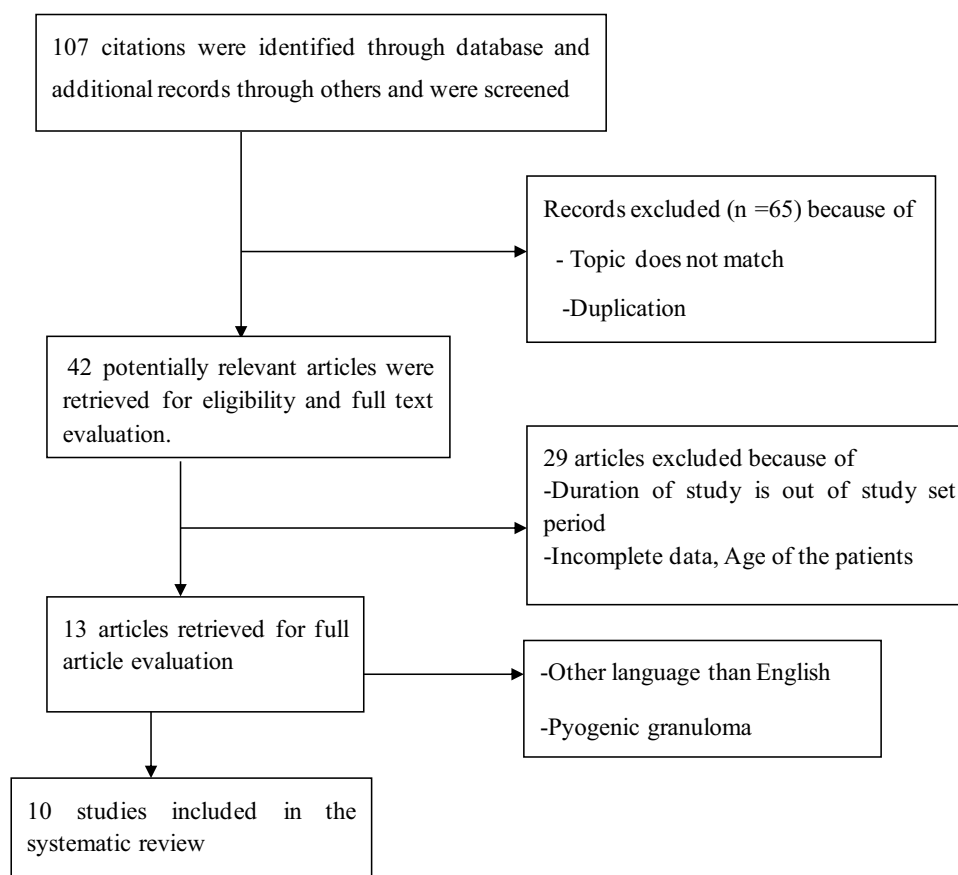 107 citations were identified through database and
additional records through others and were screened
Records excluded (n =65) because of
- Topic does not match
-Duplication
42 potentially relevant articles were
retrieved for eligibility and full text
evaluation.
29 articles excluded because of
-Duration of study is out of study set
period
-Incomplete data, Age of the patients
13 articles retrieved for full
article evaluation
-Other language than English
-Pyogenic granuloma
10 studies included in the
systematic review